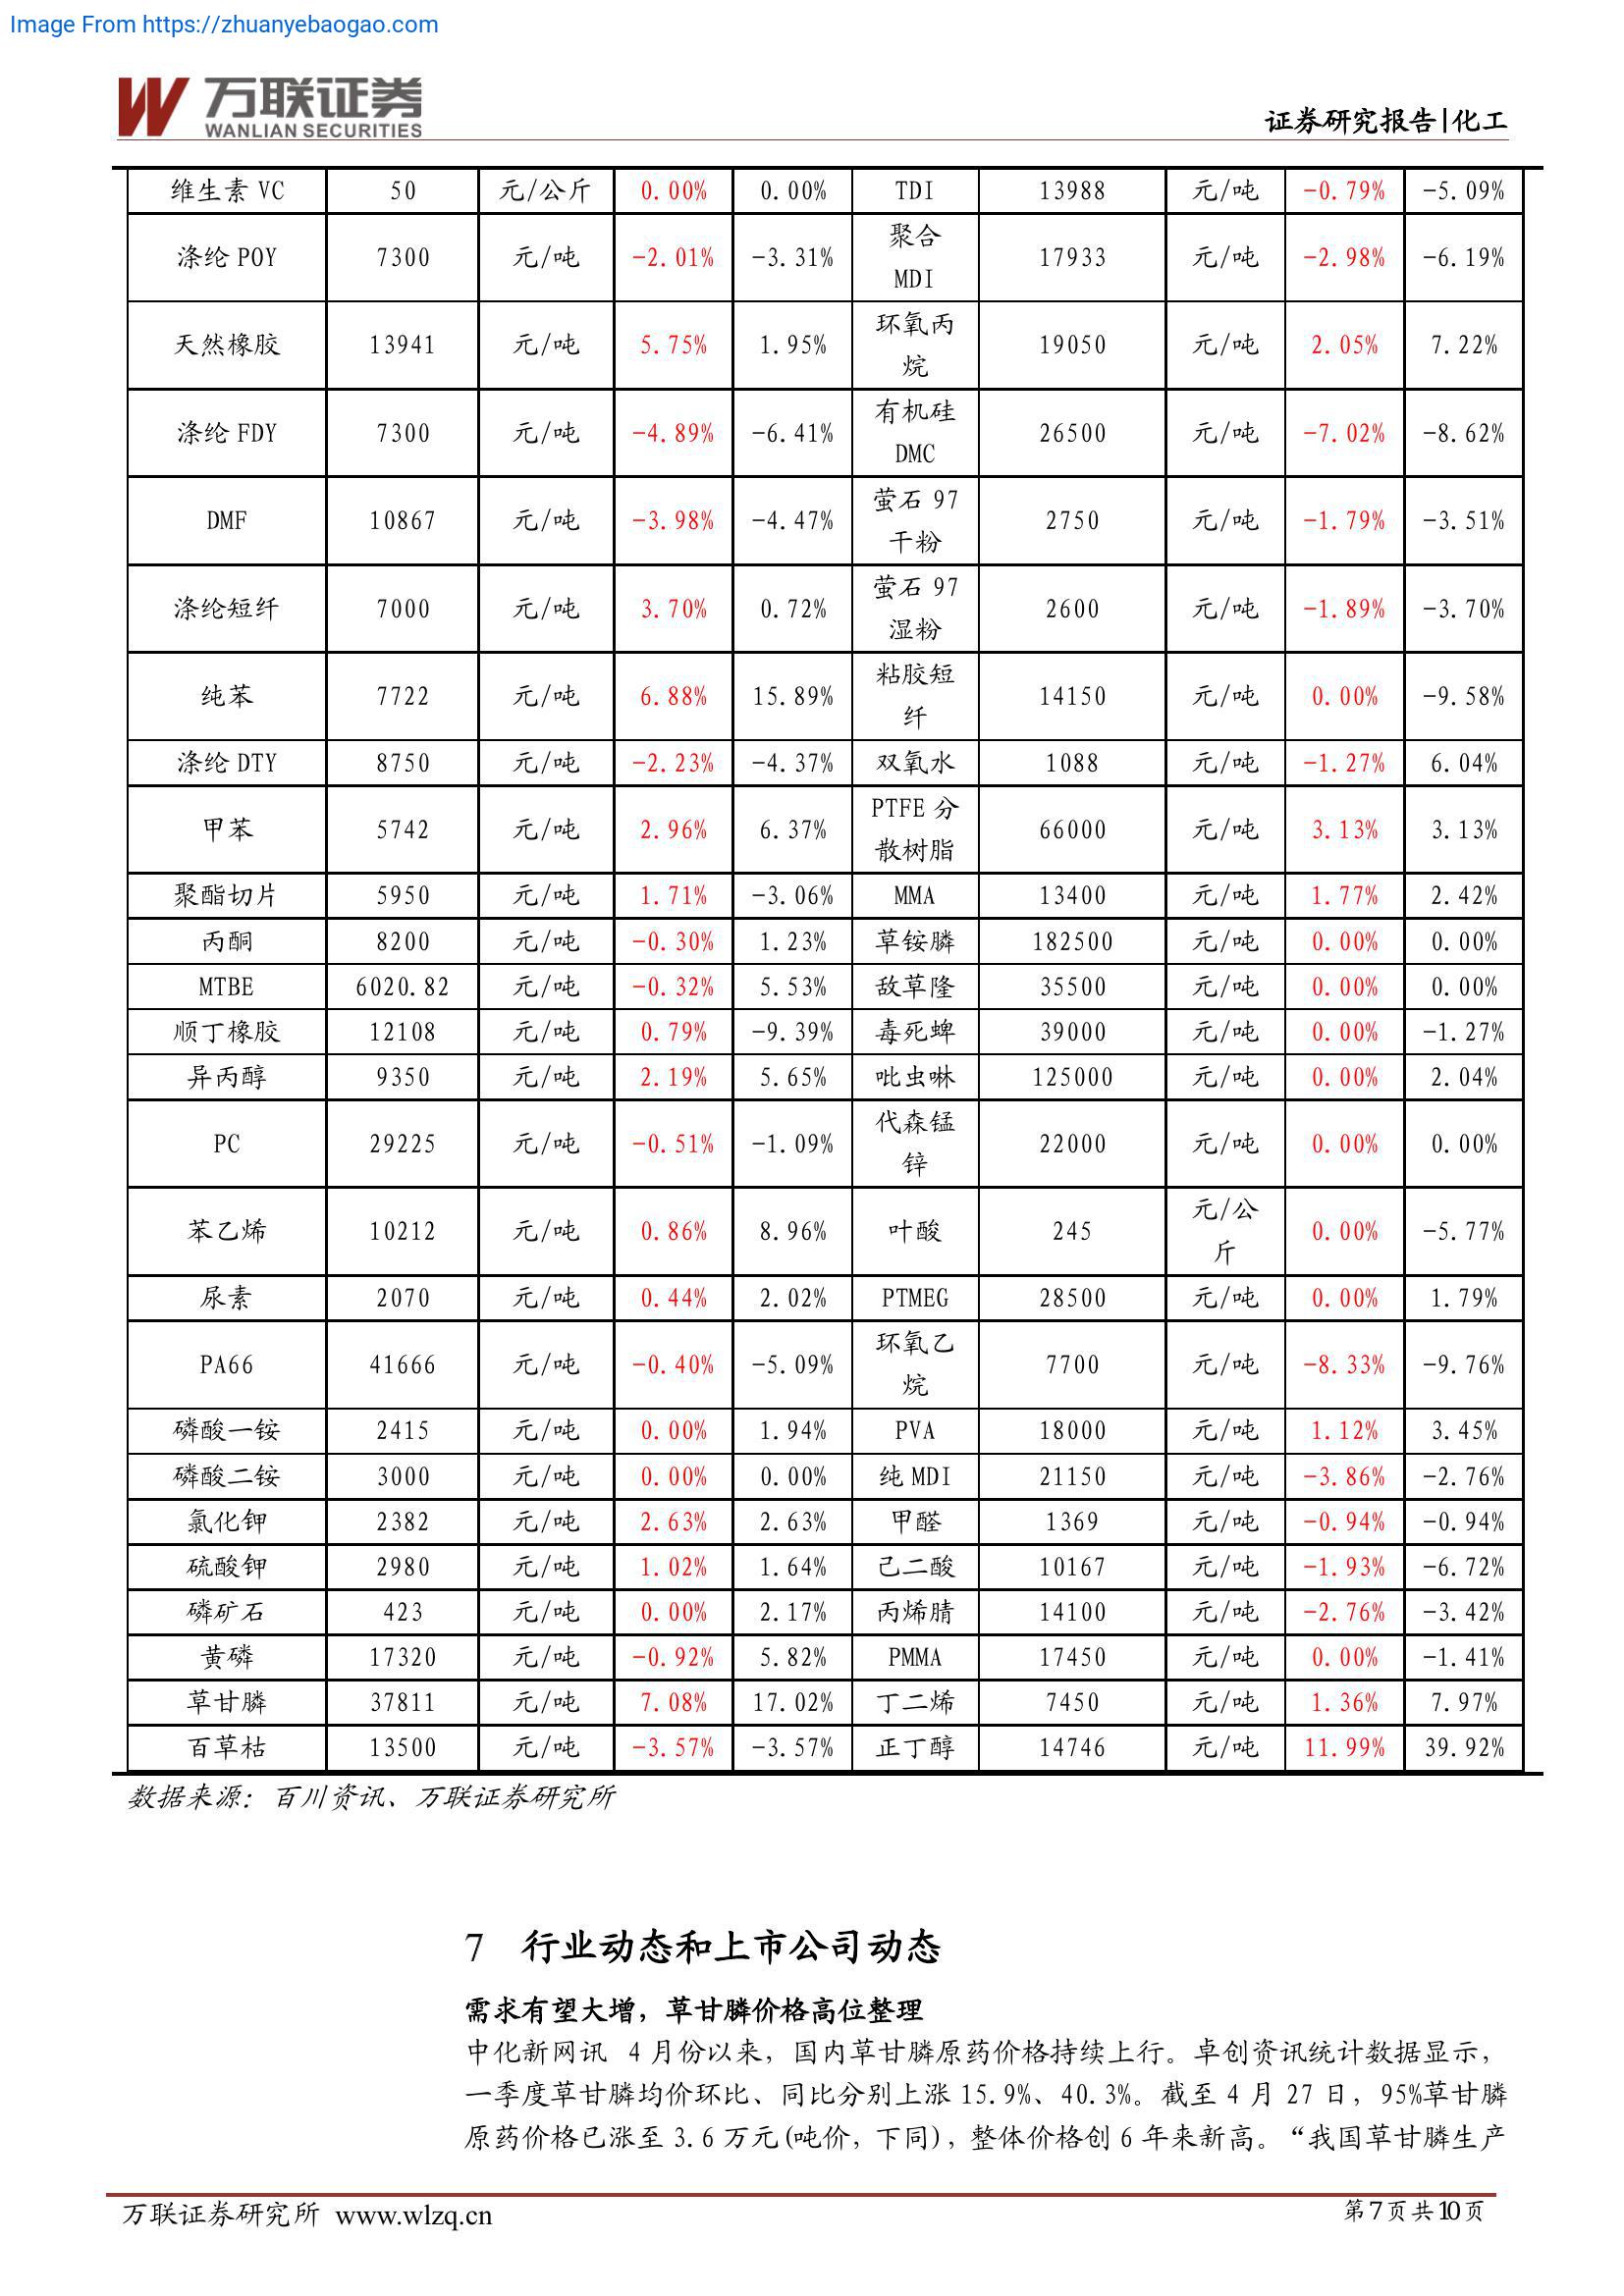 Image From https://zhuanyebaogao.com
万联证券
WANLIAN SECURITIES
证券研究报告|化工
维生素 VC 50 元/公斤 0.00% 0.00% TDI 13988 元/吨 -0.79% -5.09%
涤纶 POY 7300 元/吨 -2.01% -3.31% 聚合 MDI 17933 元/吨 -2.98% -6.19%
天然橡胶 13941 元/吨 5.75% 1.95% 环氧丙烷 19050 元/吨 2.05% 7.22%
涤纶 FDY 7300 元/吨 -4.89% -6.41% 有机硅 DMC 26500 元/吨 -7.02% -8.62%
DMF 10867 元/吨 -3.98% -4.47% 萤石 97 干粉 2750 元/吨 -1.79% -3.51%
涤纶短纤 7000 元/吨 3.70% 0.72% 萤石 97 湿粉 2600 元/吨 -1.89% -3.70%
纯苯 7722 元/吨 6.88% 15.89% 粘胶短纤 14150 元/吨 0.00% -9.58%
涤纶 DTY 8750 元/吨 -2.23% -4.37% 双氧水 1088 元/吨 -1.27% 6.04%
甲苯 5742 元/吨 2.96% 6.37% PTFE 分散树脂 66000 元/吨 3.13% 3.13%
聚酯切片 5950 元/吨 1.71% -3.06% MMA 13400 元/吨 1.77% 2.42%
丙酮 8200 元/吨 -0.30% 1.23% 草铵膦 182500 元/吨 0.00% 0.00%
MTBE 6020.82 元/吨 -0.32% 5.53% 敌草隆 35500 元/吨 0.00% 0.00%
顺丁橡胶 12108 元/吨 0.79% -9.39% 毒死蜱 39000 元/吨 0.00% -1.27%
异丙醇 9350 元/吨 2.19% 5.65% 吡虫啉 125000 元/吨 0.00% 2.04%
PC 29225 元/吨 -0.51% -1.09% 代森锰锌 22000 元/吨 0.00% 0.00%
苯乙烯 10212 元/吨 0.86% 8.96% 叶酸 245 元/公斤 0.00% -5.77%
尿素 2070 元/吨 0.44% 2.02% PTMEG 28500 元/吨 0.00% 1.79%
PA66 41666 元/吨 -0.40% -5.09% 环氧乙烷 7700 元/吨 -8.33% -9.76%
磷酸一铵 2415 元/吨 0.00% 1.94% PVA 18000 元/吨 1.12% 3.45%
磷酸二铵 3000 元/吨 0.00% 0.00% 纯 MDI 21150 元/吨 -3.86% -2.76%
氯化钾 2382 元/吨 2.63% 2.63% 甲醛 1369 元/吨 -0.94% -0.94%
硫酸钾 2980 元/吨 1.02% 1.64% 己二酸 10167 元/吨 -1.93% -6.72%
磷矿石 423 元/吨 0.00% 2.17% 丙烯腈 14100 元/吨 -2.76% -3.42%
黄磷 17320 元/吨 -0.92% 5.82% PMMA 17450 元/吨 0.00% -1.41%
草甘膦 37811 元/吨 7.08% 17.02% 丁二烯 7450 元/吨 1.36% 7.97%
百草枯 13500 元/吨 -3.57% -3.57% 正丁醇 14746 元/吨 11.99% 39.92%
数据来源：百川资讯、万联证券研究所
7 行业动态和上市公司动态
需求有望大增，草甘膦价格高位整理
中化新网讯 4 月份以来，国内草甘膦原药价格持续上行。卓创资讯统计数据显示，
一季度草甘膦均价环比、同比分别上涨 15.9%、40.3%。截至 4 月 27 日，95%草甘膦
原药价格已涨至 3.6 万元(吨价，下同)，整体价格创 6 年来新高。“我国草甘膦生产
万联证券研究所 www.wlzq.cn
第 7 页 共 10 页